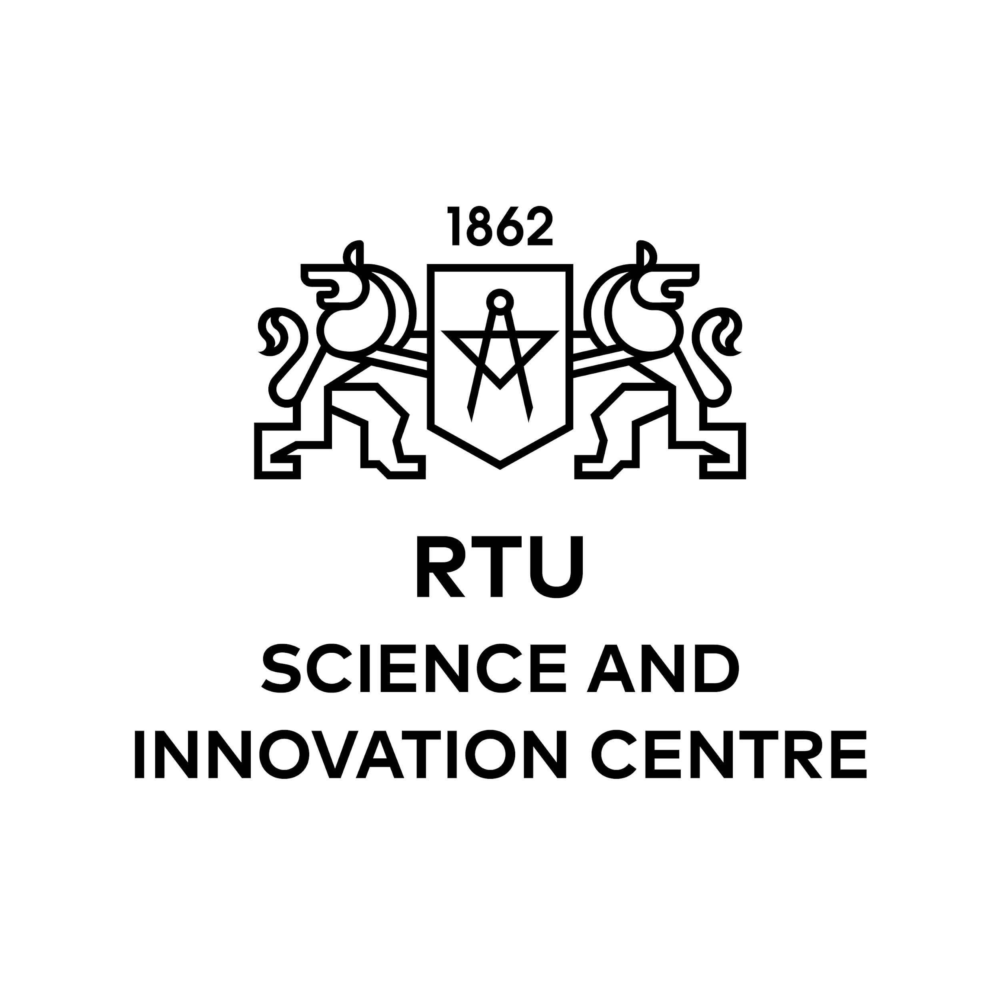 1862
RTU
SCIENCE AND
INNOVATION CENTRE